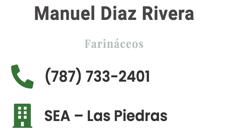 Manuel Diaz Rivera
Farináceos
(787) 733-2401
SEA – Las Piedras